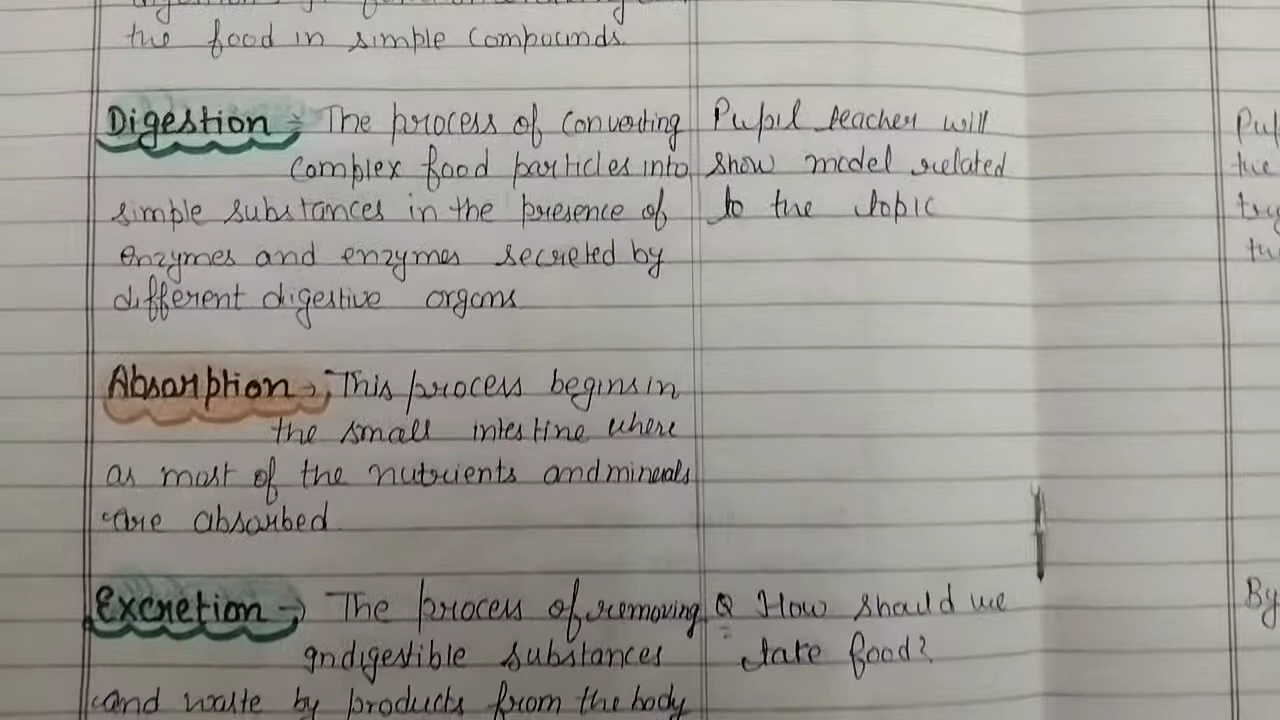 the food in simple compounds.
Digestion :- The process of converting
complex food particles into
simple substances in the presence of
enzymes and enzymes secreted by
different digestive organs
Absorption → This process begins in
the small intestine where
as most of the nutrients and minerals
are absorbed
Excretion → The process of removing
indigestible substances
and waste by products from the body
Pupil teacher will
show model related
to the topic
Q How should we
take food?
the
By